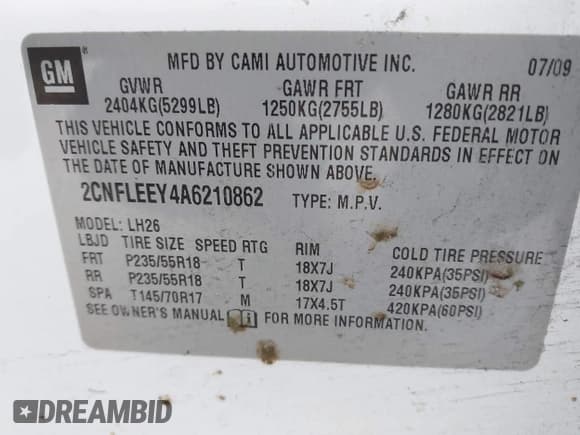 GM ®
MFD BY CAMI AUTOMOTIVE INC. 07/09
GVWR GAWR FRT GAWR RR
2404KG(5299LB) 1250KG(2755LB) 1280KG(2821LB)
THIS VEHICLE CONFORMS TO ALL APPLICABLE U.S. FEDERAL MOTOR
VEHICLE SAFETY AND THEFT PREVENTION STANDARDS IN EFFECT ON
THE DATE OF MANUFACTURE SHOWN ABOVE.
2CNFLEEY4A6210862 TYPE: M.P.V.
MODEL: LH26
LBJD TIRE SIZE SPEED RTG RIM COLD TIRE PRESSURE
FRT P235/55R18 T 18X7J 240KPA(35PSI)
RR P235/55R18 T 18X7J 240KPA(35PSI)
SPA T145/70R17 M 17X4.5T 420KPA(60PSI)
SEE OWNER'S MANUAL i FOR MORE INFORMATION.
DREAMBID